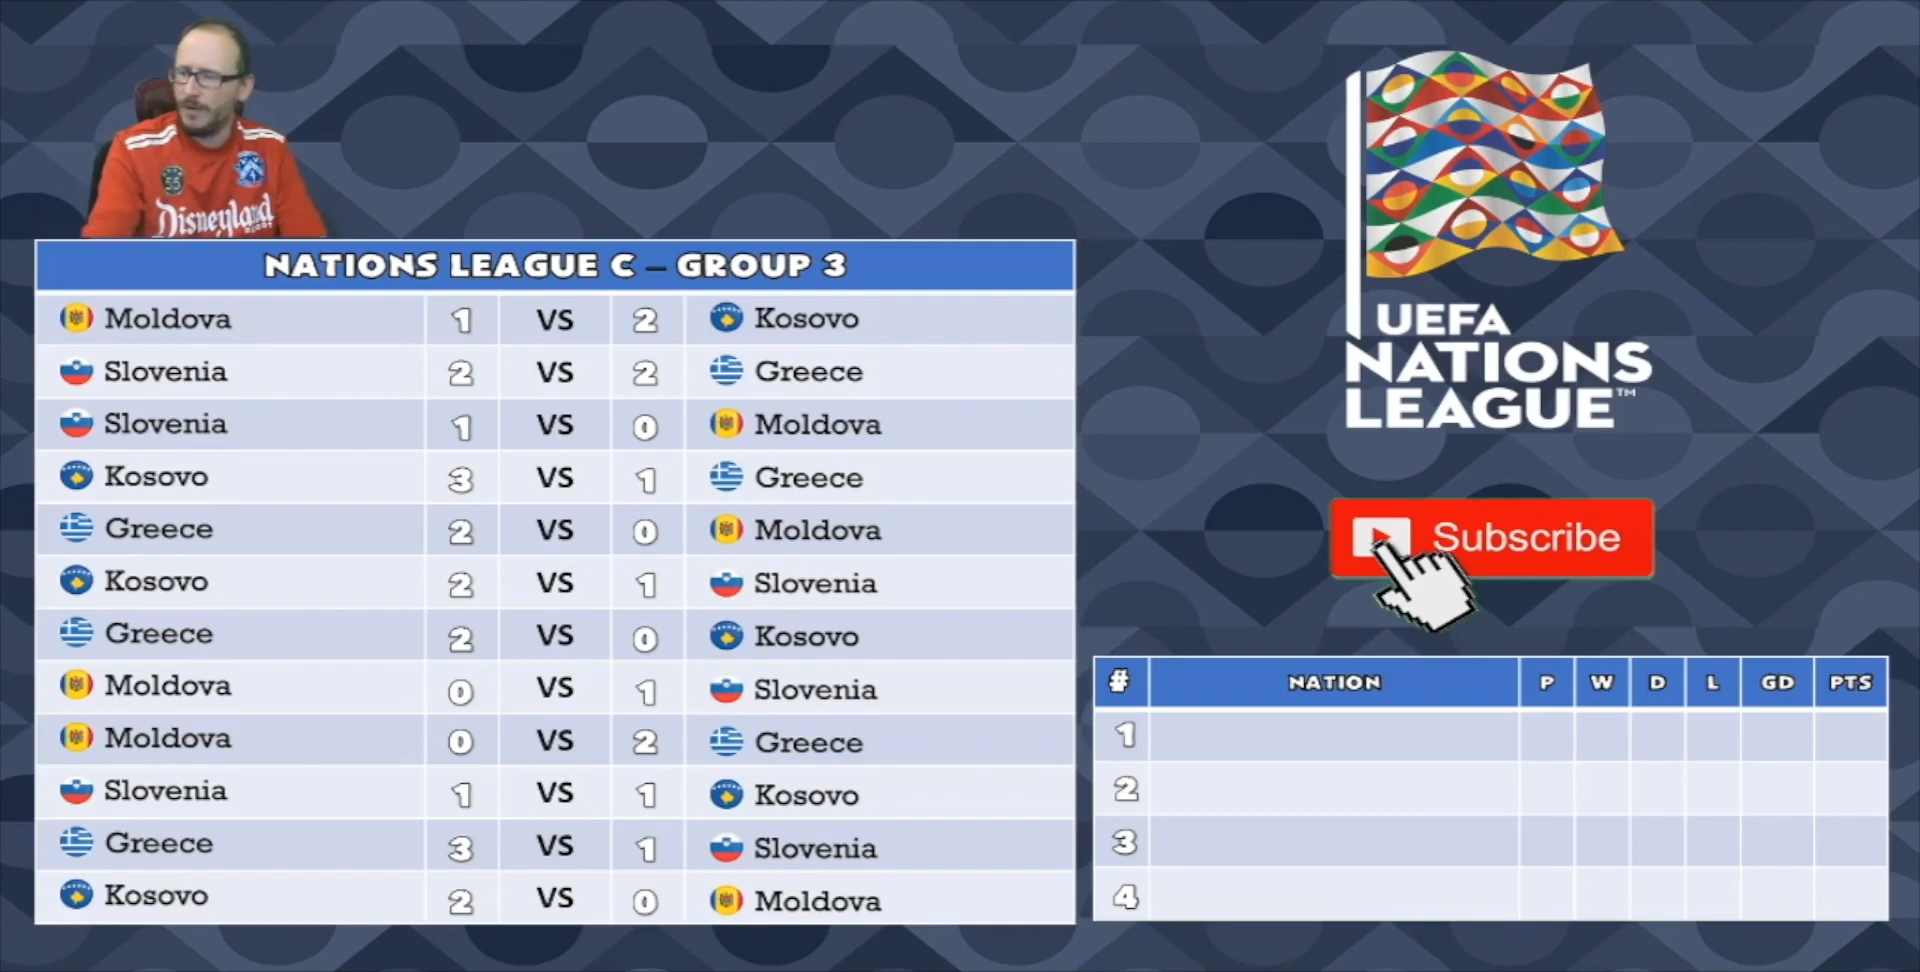 55
Disneyland
NATIONS LEAGUE C – GROUP 3
Moldova 1 VS 2 Kosovo
Slovenia 2 VS 2 Greece
Slovenia 1 VS 0 Moldova
Kosovo 3 VS 1 Greece
Greece 2 VS 0 Moldova
Kosovo 2 VS 1 Slovenia
Greece 2 VS 0 Kosovo
Moldova 0 VS 1 Slovenia
Moldova 0 VS 2 Greece
Slovenia 1 VS 1 Kosovo
Greece 3 VS 1 Slovenia
Kosovo 2 VS 0 Moldova
UEFA
NATIONS
LEAGUE™
Subscribe
# NATION P W D L GD PTS
1
2
3
4